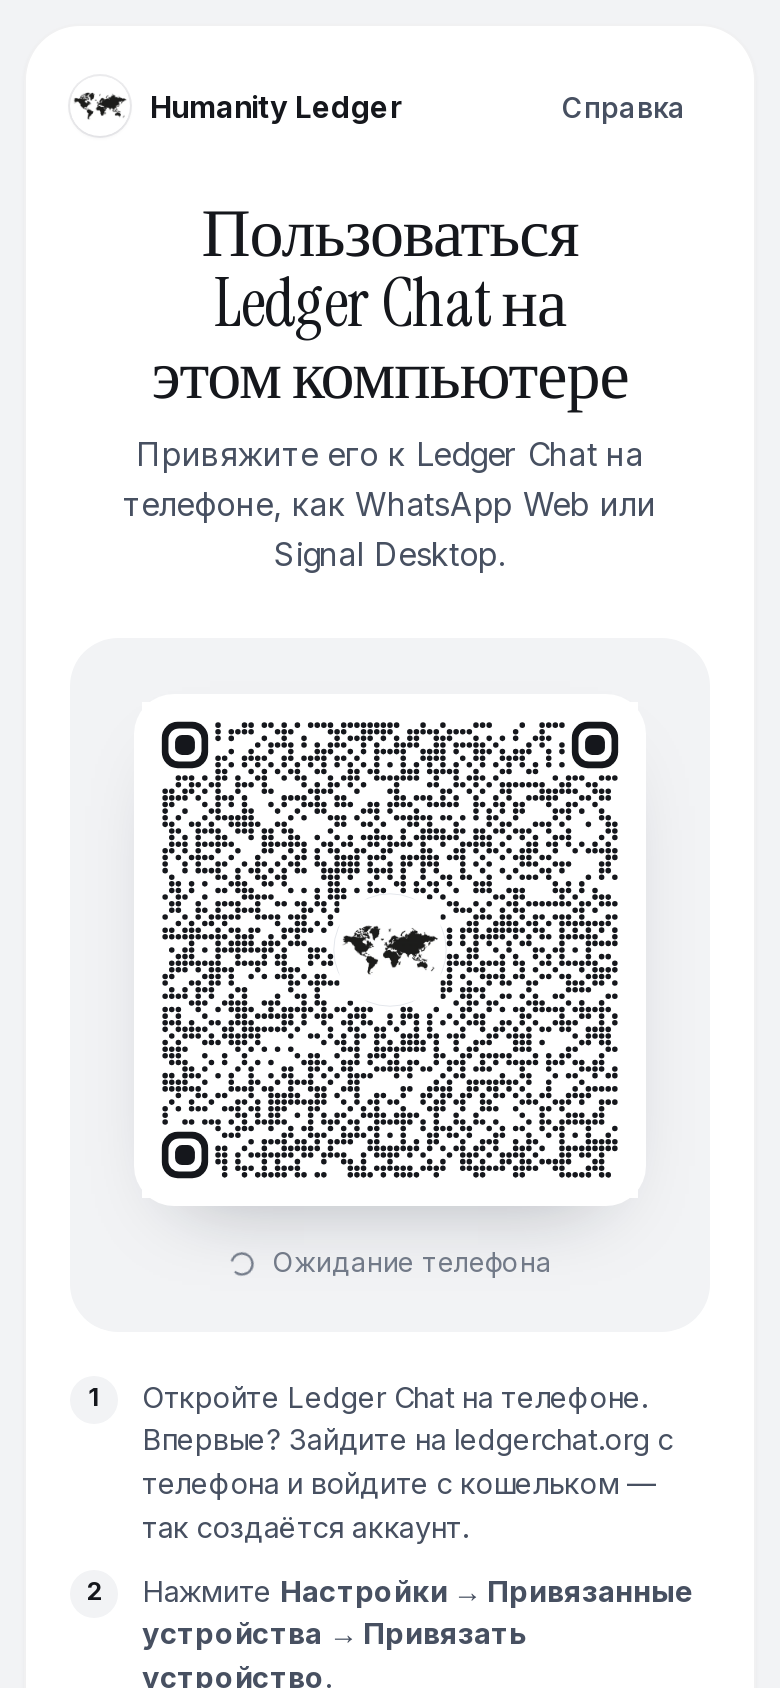 Humanity Ledger
Справка
Пользоваться
Ledger Chat на
этом компьютере
Привяжите его к Ledger Chat на
телефоне, как WhatsApp Web или
Signal Desktop.
Ожидание телефона
1
Откройте Ledger Chat на телефоне.
Впервые? Зайдите на ledgerchat.org с
телефона и войдите с кошельком —
так создаётся аккаунт.
2
Нажмите Настройки → Привязанные
устройства → Привязать
устройство.